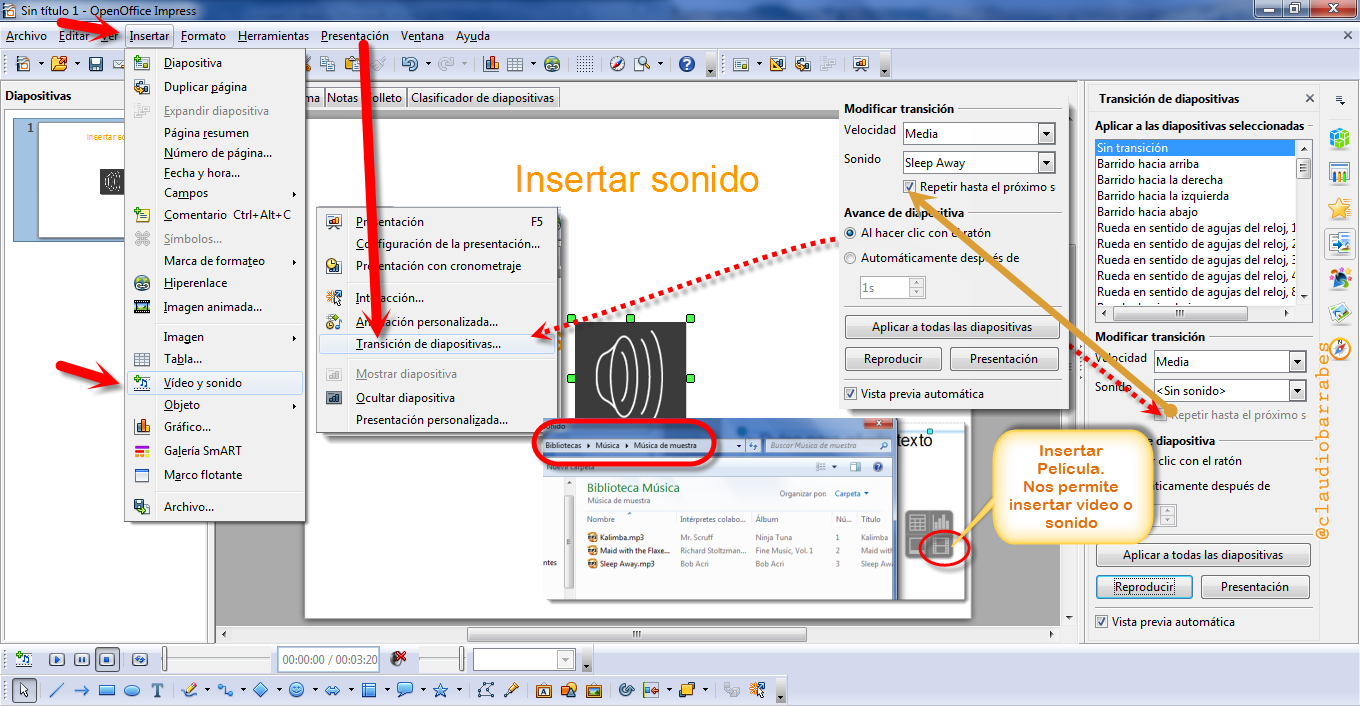 Sin título 1 - OpenOffice Impress
Archivo Editar Ver Insertar Formato Herramientas Presentación Ventana Ayuda
Diapositivas
1
Insertar so
Diapositiva
Duplicar página
Expandir diapositiva
Página resumen
Número de página...
Fecha y hora...
Campos
Comentario Ctrl+Alt+C
Símbolos...
Marca de formateo
Hiperenlace
Imagen animada...
Imagen
Tabla...
Vídeo y sonido
Objeto
Gráfico...
Galería SmART
Marco flotante
Archivo...
ma Notas olleto Clasificador de diapositivas
Insertar sonido
Presentación F5
Configuración de la presentación...
Presentación con cronometraje
Interacción...
Animación personalizada...
Transición de diapositivas...
Mostrar diapositiva
Ocultar diapositiva
Presentación personalizada...
Modificar transición
Velocidad Media
Sonido Sleep Away
Repetir hasta el próximo s
Avance de diapositiva
Al hacer clic con el ratón
Automáticamente después de
1s
Aplicar a todas las diapositivas
Reproducir Presentación
Vista previa automática
onido
Bibliotecas Música Música de muestra
Buscar Música de muestra
Nueva carpeta
Biblioteca Música
Música de muestra
Organizar por: Carpeta
Nombre Intérpretes colabo... Álbum Nú... Título
Kalimba.mp3 Mr. Scruff Ninja Tuna 1 Kalimba
Maid with the Flaxe... Richard Stoltzman... Fine Music, Vol. 1 2 Maid with
Sleep Away.mp3 Bob Acri Bob Acri 3 Sleep Aw
ntes
texto
Insertar
Película.
Nos permite
insertar video o
sonido
Transición de diapositivas
Aplicar a las diapositivas seleccionadas
Sin transición
Barrido hacia arriba
Barrido hacia la derecha
Barrido hacia la izquierda
Barrido hacia abajo
Rueda en sentido de agujas del reloj, 1
Rueda en sentido de agujas del reloj, 2
Rueda en sentido de agujas del reloj, 3
Rueda en sentido de agujas del reloj, 4
Rueda en sentido de agujas del reloj, 8
Modificar transición
Velocidad Media
Sonido <Sin sonido>
Repetir hasta el próximo s
e diapositiva
clic con el ratón
ticamente después de
Aplicar a todas las diapositivas
Reproducir Presentación
Vista previa automática
@claudiobarrabes
00:00:00 / 00:03:20